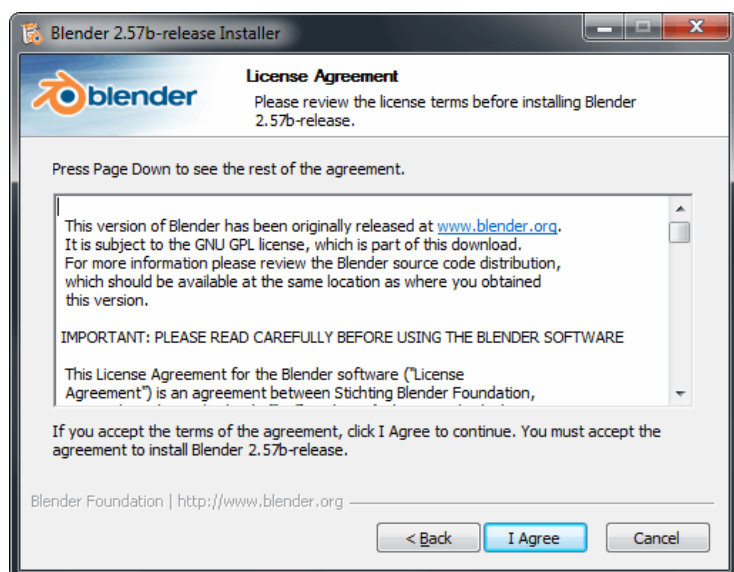 Blender 2.57b-release Installer
blender
License Agreement
Please review the license terms before installing Blender
2.57b-release.
Press Page Down to see the rest of the agreement.
This version of Blender has been originally released at www.blender.org.
It is subject to the GNU GPL license, which is part of this download.
For more information please review the Blender source code distribution,
which should be available at the same location as where you obtained
this version.
IMPORTANT: PLEASE READ CAREFULLY BEFORE USING THE BLENDER SOFTWARE
This License Agreement for the Blender software ("License
Agreement") is an agreement between Stichting Blender Foundation,
If you accept the terms of the agreement, click I Agree to continue. You must accept the
agreement to install Blender 2.57b-release.
Blender Foundation | http://www.blender.org
< Back
I Agree
Cancel